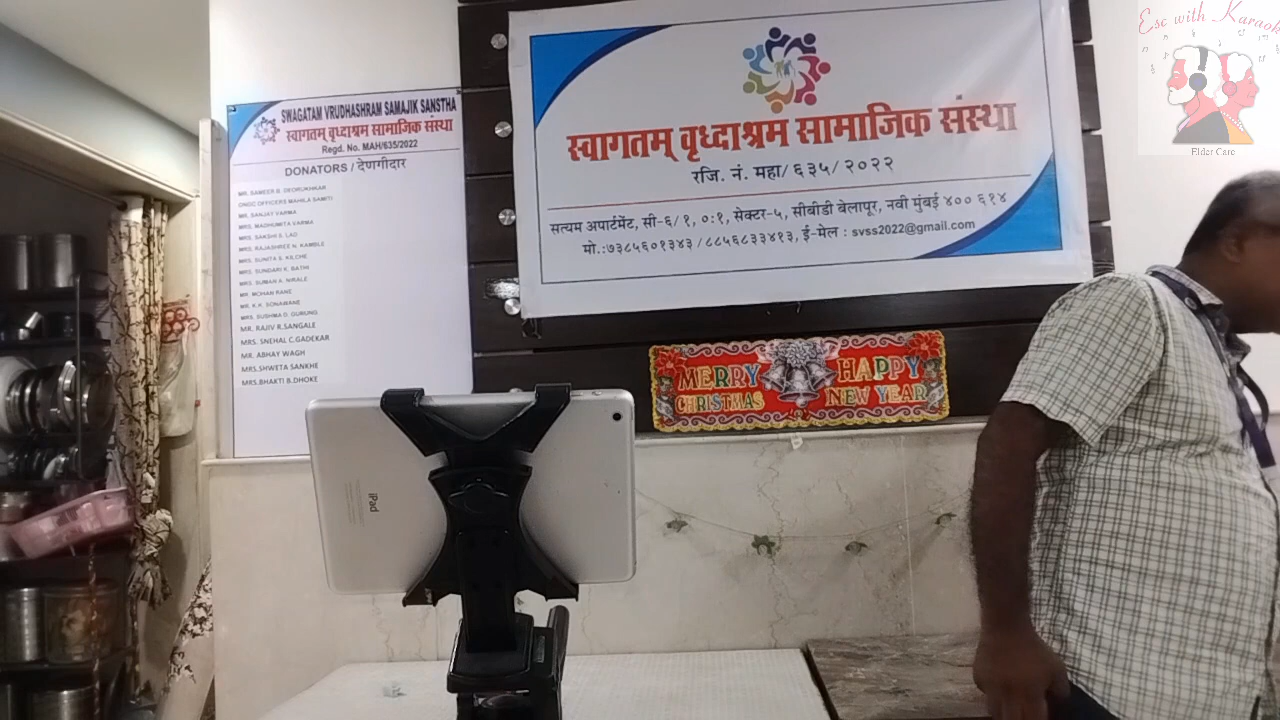 SWAGATAM VRUDHASHRAM SAMAJIK SANSTHA
स्वागतम् वृध्दाश्रम सामाजिक संस्था
Regd. No. MAH/635/2022
DONATORS / देणगीदार
MR. SAMEER B. DEORUKHAAR
ONGC OFFICERS MAHILA SAMITI
MR. SANJAY VARMA
MRS. MADHUMITA VARMA
MRS. SAKSHI S. LAD
MRS. RAJASHREE N. KAMBLE
MRS. SUNITA S. KILCHE
MRS. SUNDARI K. BATHI
MRS. SUMAN A. NIRALE
MR. MOHAN RANE
MR. K.K. SONAWANE
MRS. SUSHMA D. GURUNG.
MR. RAJIV R.SANGALE
MRS. SNEHAL C.GADEKAR
MR. ABHAY WAGH
MRS.SHWETA SANKHE
MRS.BHAKTI B.DHOKE
स्वागतम् वृध्दाश्रम सामाजिक संस्था
रजि. नं. महा/ ६३५/ २०२२
सत्यम अपार्टमेंट, सी-६/ १, ०:१, सेक्टर-५, सीबीडी बेलापूर, नवी मुंबई ४०० ६१४
मो.:७३८५६०१३४३ / ८८५६८३३४१३, ई-मेल : svss2022@gmail.com
MERRY CHRISTMAS
HAPPY NEW YEAR
iPad
Esc with Karaok
Elder Care